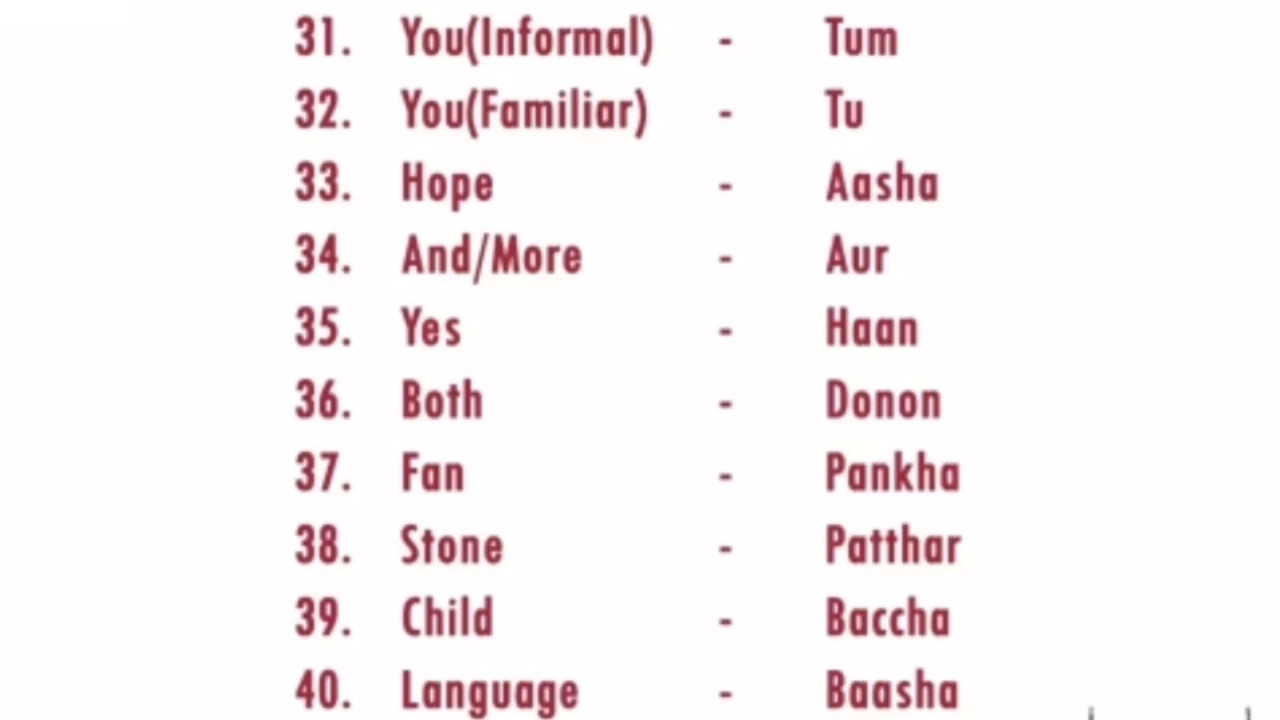 31. You(Informal) - Tum
32. You(Familiar) - Tu
33. Hope - Aasha
34. And/More - Aur
35. Yes - Haan
36. Both - Donon
37. Fan - Pankha
38. Stone - Patthar
39. Child - Baccha
40. Language - Baasha